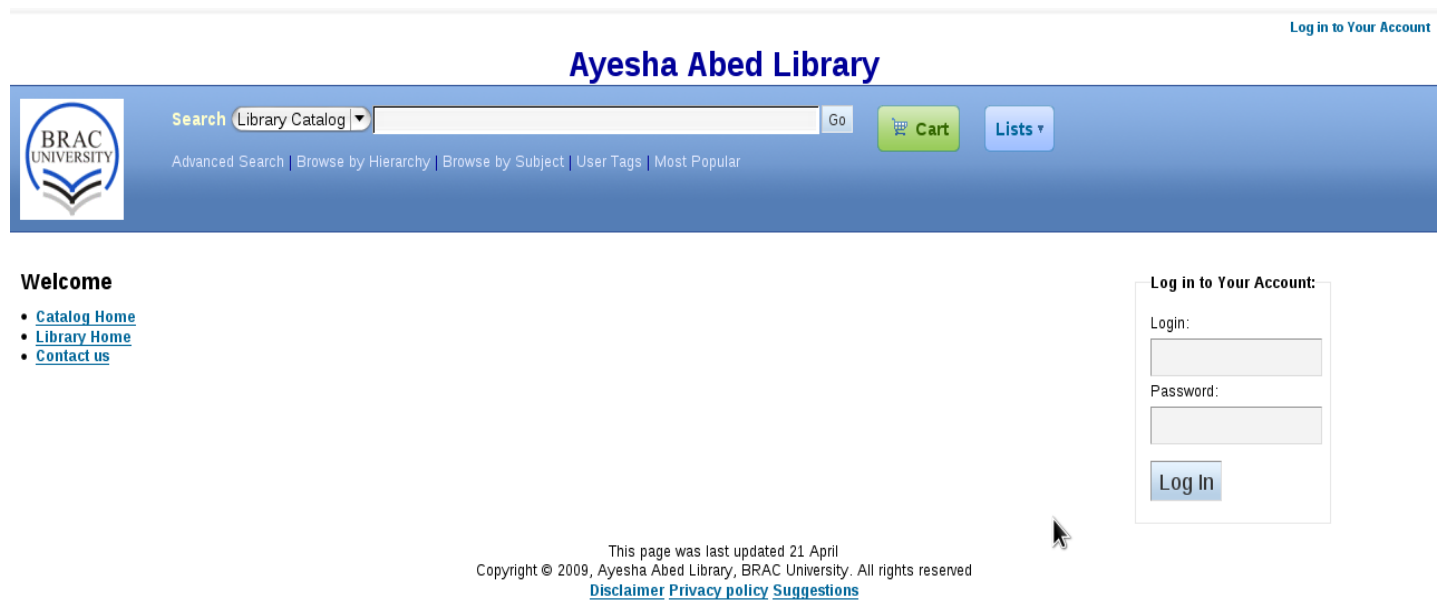 Log in to Your Account
Ayesha Abed Library
BRAC
UNIVERSITY
Search Library Catalog Go Cart Lists
Advanced Search | Browse by Hierarchy | Browse by Subject | User Tags | Most Popular
Welcome
Catalog Home
Library Home
Contact us
Log in to Your Account:
Login:
Password:
Log In
This page was last updated 21 April
Copyright © 2009, Ayesha Abed Library, BRAC University. All rights reserved
Disclaimer Privacy policy Suggestions